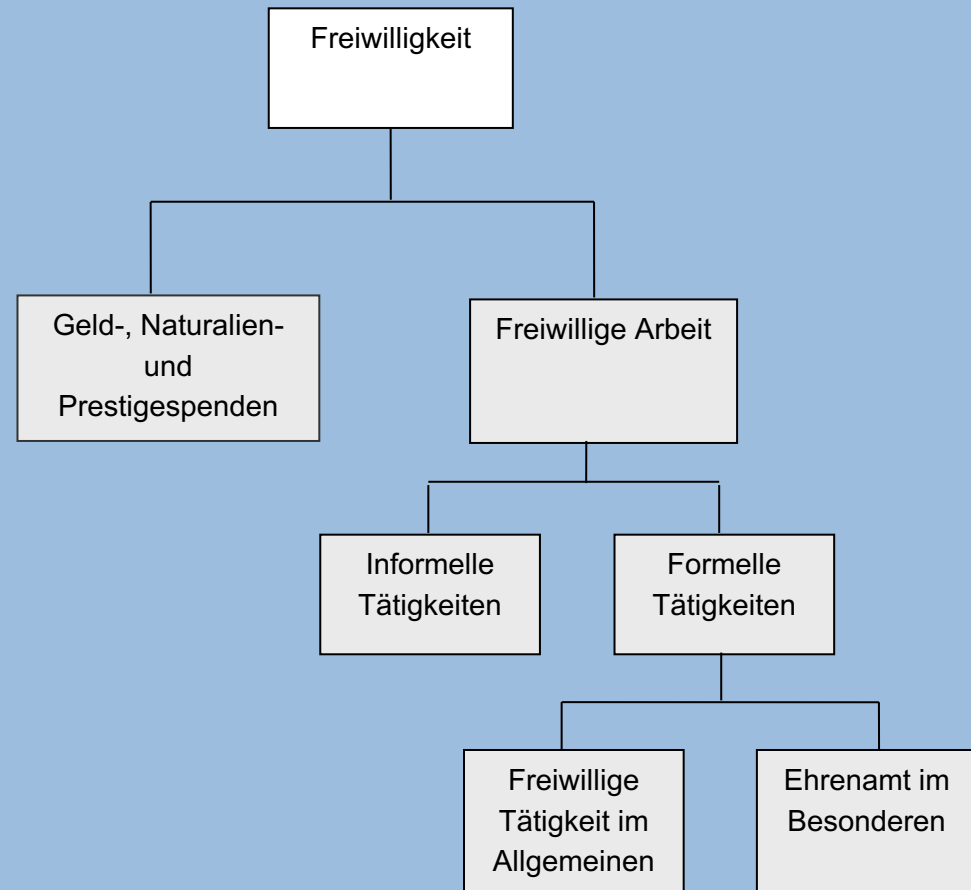 Freiwilligkeit
Geld-, Naturalien-
und
Prestigespenden
Freiwillige Arbeit
Informelle
Tätigkeiten
Formelle
Tätigkeiten
Freiwillige
Tätigkeit im
Allgemeinen
Ehrenamt im
Besonderen